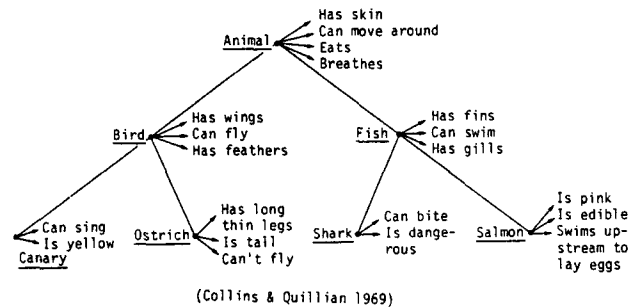 Animal
Has skin
Can move around
Eats
Breathes
Bird
Has wings
Can fly
Has feathers
Fish
Has fins
Can swim
Has gills
Canary
Can sing
Is yellow
Ostrich
Has long
thin legs
Is tall
Can't fly
Shark
Can bite
Is dange-
rous
Salmon
Is pink
Is edible
Swims up-
stream to
lay eggs
(Collins & Quillian 1969)